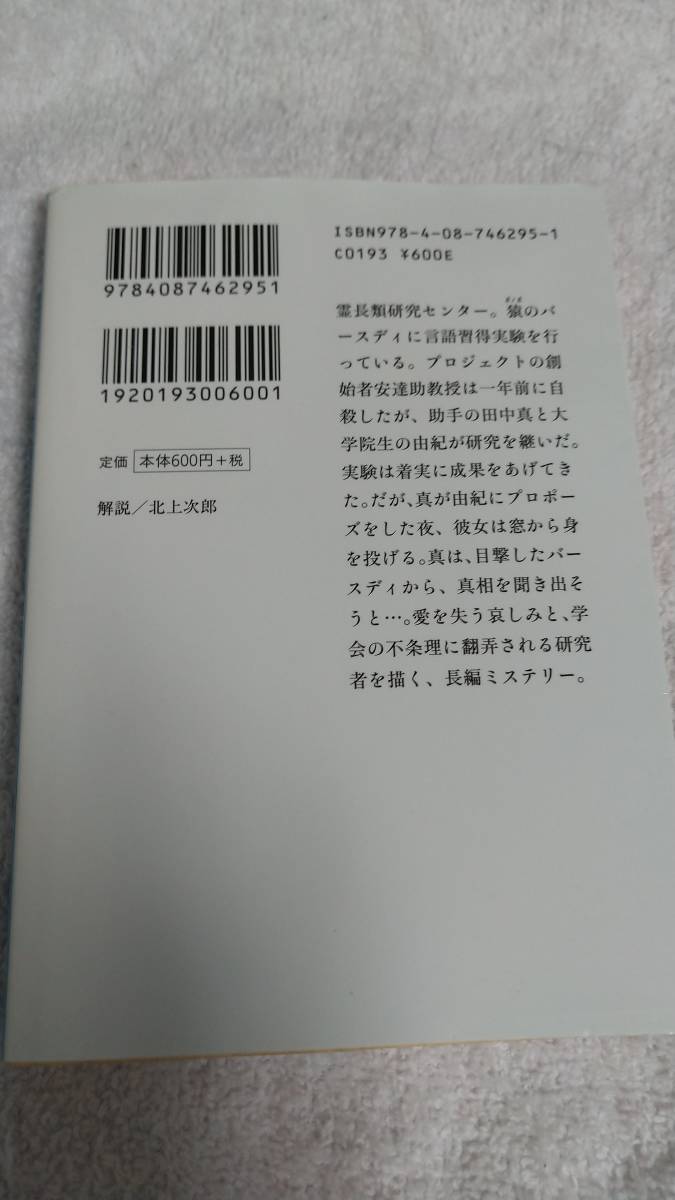 9784087462951
1920193006001
定価 本体600円+税
解説/北上次郎
ISBN978-4-08-746295-1
C0193 ¥600E
霊長類研究センター。猿のバ
ースディに言語習得実験を行
っている。プロジェクトの創
始者安達助教授は一年前に自
殺したが、助手の田中真と大
学院生の由紀が研究を継いだ。
実験は着実に成果をあげてき
た。だが、真が由紀にプロポー
ズをした夜、彼女は窓から身
を投げる。真は、目撃したバー
スディから、真相を聞き出そ
うと…。愛を失う哀しみと、学
会の不条理に翻弄される研究
者を描く、長編ミステリー。